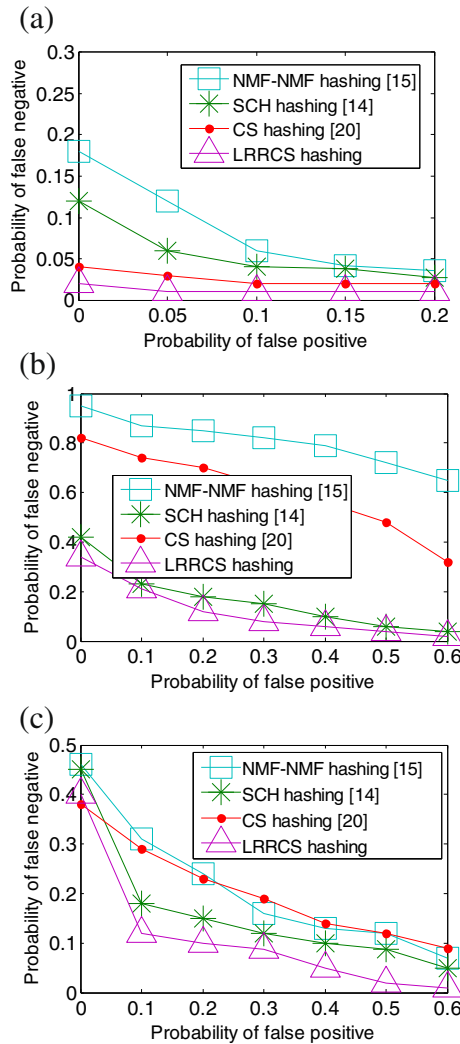 (a)
0.3
0.25
0.2
0.15
0.1
0.05
0
Probability of false negative
NMF-NMF hashing [15]
SCH hashing [14]
CS hashing [20]
LRRCS hashing
0 0.05 0.1 0.15 0.2
Probability of false positive
(b)
1
0.8
0.6
0.4
0.2
0
Probability of false negative
NMF-NMF hashing [15]
SCH hashing [14]
CS hashing [20]
LRRCS hashing
0 0.1 0.2 0.3 0.4 0.5 0.6
Probability of false positive
(c)
0.5
0.4
0.3
0.2
0.1
0
Probability of false negative
NMF-NMF hashing [15]
SCH hashing [14]
CS hashing [20]
LRRCS hashing
0 0.1 0.2 0.3 0.4 0.5 0.6
Probability of false positive